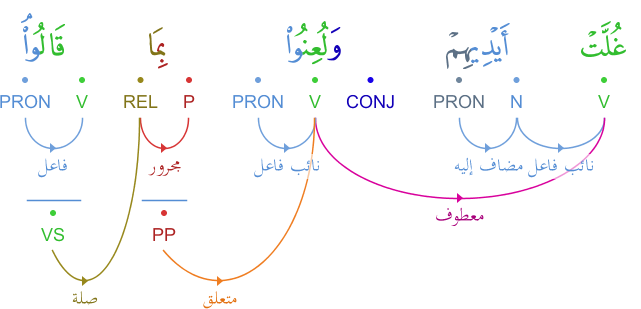 غُلَّتْ أَيْدِيهِمْ وَلُعِنُوا۟ بِمَا قَالُوا۟ۘ
V N PRON CONJ V PRON P REL V PRON
نائب فاعل مضاف إليه نائب فاعل مجرور فاعل
معطوف
PP VS
متعلق صلة